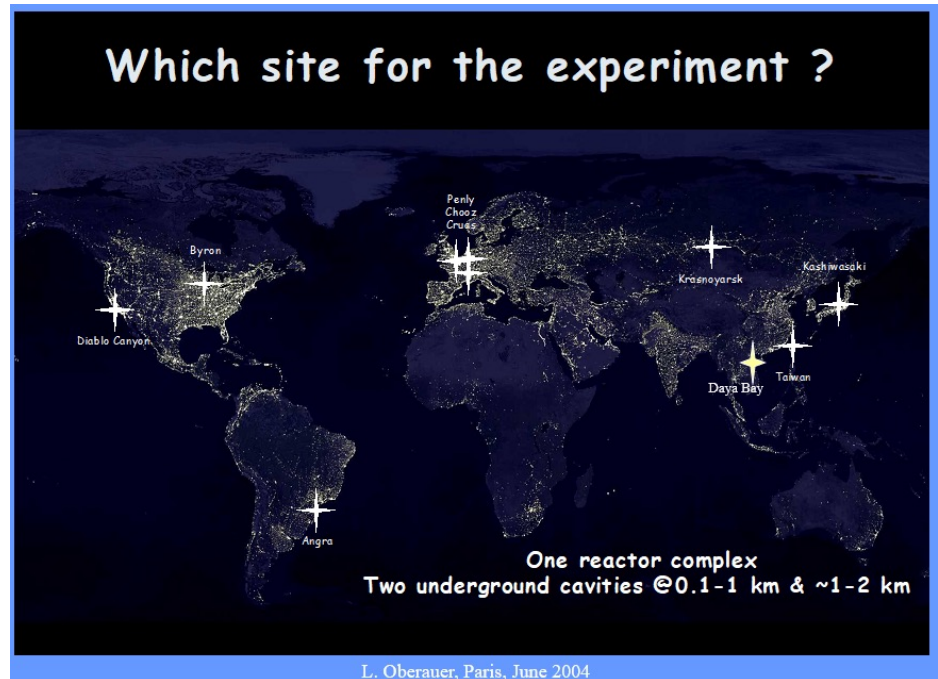 Which site for the experiment ?
Penly
Chooz
Cruas
Byron
Krasnoyarsk
Kashiwasaki
Diablo Canyon
Daya Bay
Taiwan
Angra
One reactor complex
Two underground cavities @0.1-1 km & ~1-2 km
L. Oberauer, Paris, June 2004